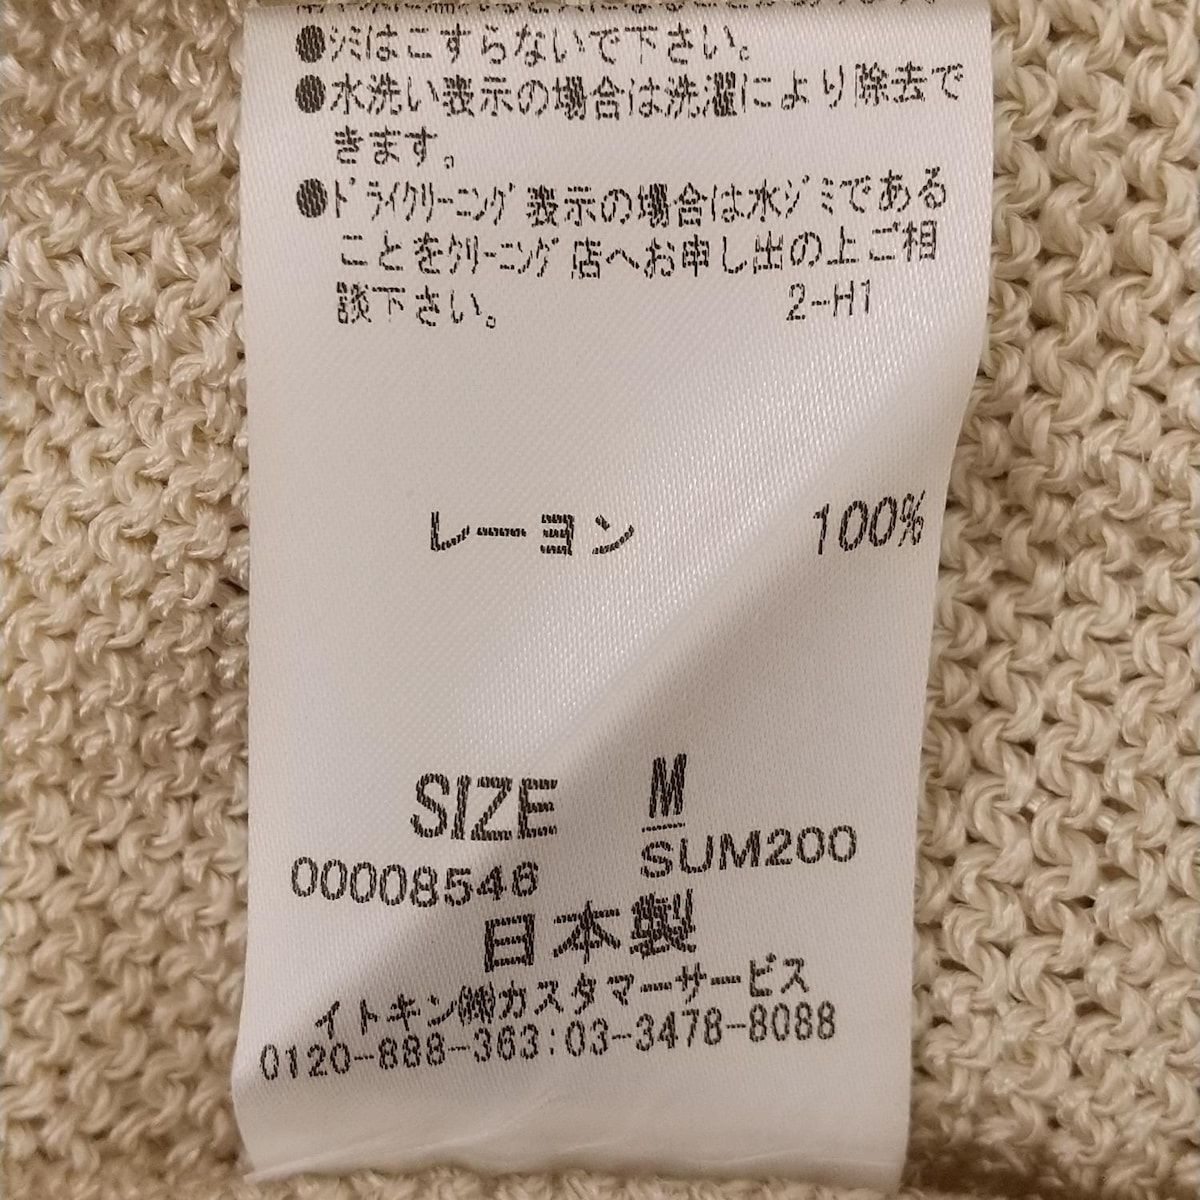 ●シミはこすらないで下さい。
●水洗い表示の場合は洗濯により除去で
きます。
●ドライクリーニング表示の場合は水ジミである
ことをクリーニング店へお申し出の上ご相
談下さい。 2-H1
レーヨン 100%
SIZE M
00008546 SUM200
日本製
イトキン㈱カスタマーサービス
0120-888-363:03-3478-8088